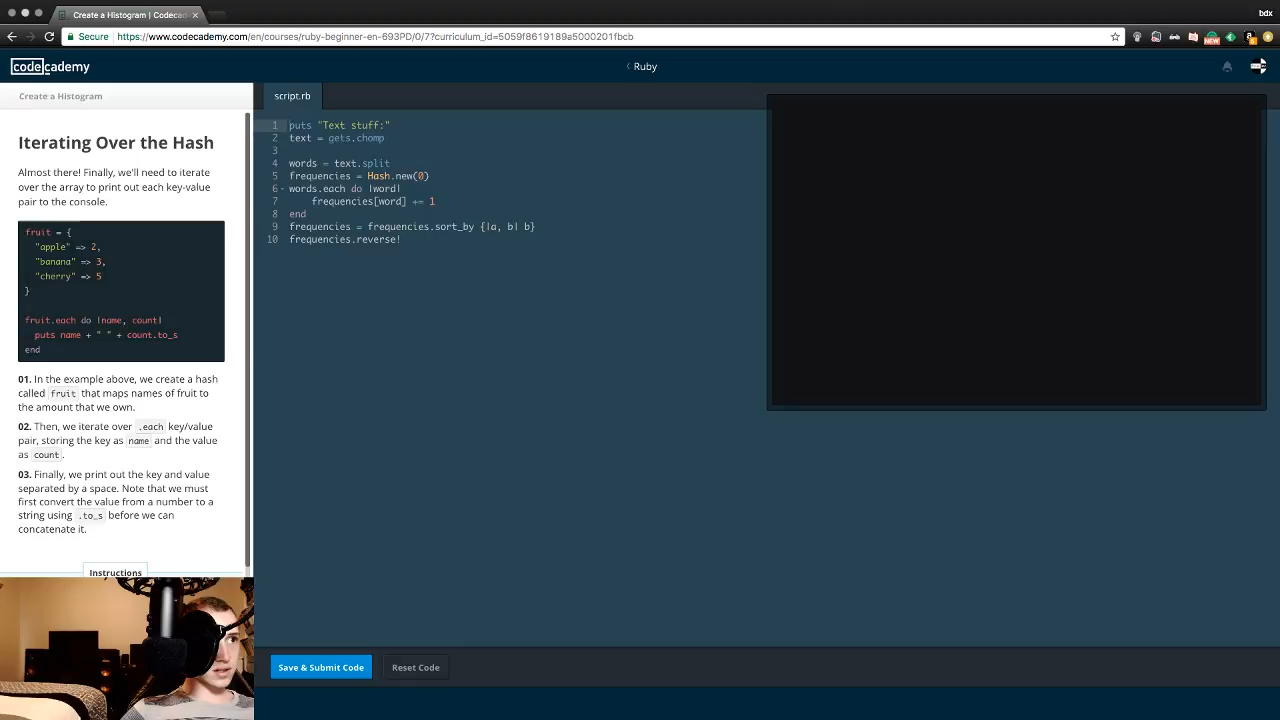 Create a Histogram | Codecad
bdx
Secure
https://www.codecademy.com/en/courses/ruby-beginner-en-693PD/0/7?curriculum_id=5059f8619189a5000201fbcb
NEW
codecademy
Ruby
Create a Histogram
script.rb
Iterating Over the Hash
Almost there! Finally, we'll need to iterate
over the array to print out each key-value
pair to the console.
fruit = {
"apple" => 2,
"banana" => 3,
"cherry" => 5
}
fruit.each do |name, count|
puts name + " " + count.to_s
end
01. In the example above, we create a hash
called fruit that maps names of fruit to
the amount that we own.
02. Then, we iterate over .each key/value
pair, storing the key as name and the value
as count.
03. Finally, we print out the key and value
separated by a space. Note that we must
first convert the value from a number to a
string using .to_s before we can
concatenate it.
Instructions
1 puts "Text stuff:"
2 text = gets.chomp
3
4 words = text.split
5 frequencies = Hash.new(0)
6 words.each do |word|
7 frequencies[word] += 1
8 end
9 frequencies = frequencies.sort_by {|a, b| b}
10 frequencies.reverse!
Save & Submit Code
Reset Code